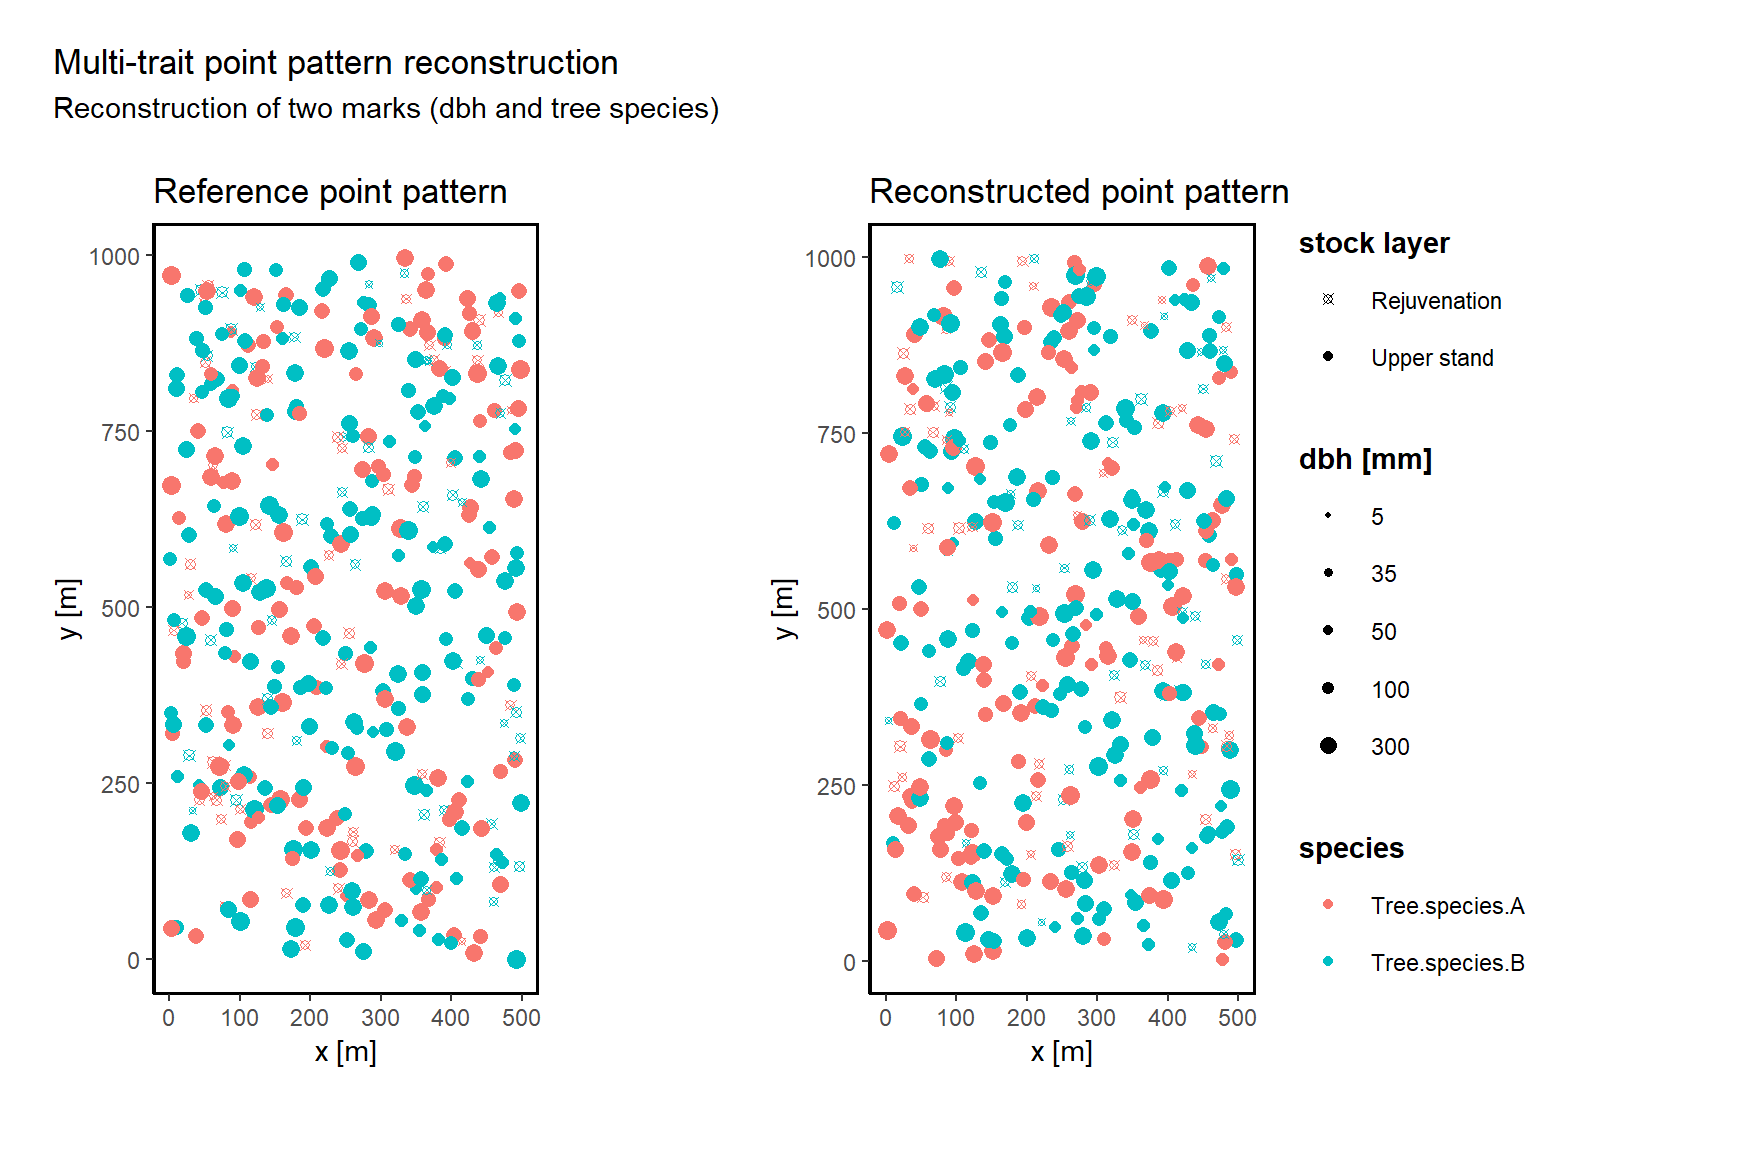 Multi-trait point pattern reconstruction
Reconstruction of two marks (dbh and tree species)
Reference point pattern
1000
750
500
250
0
y [m]
0 100 200 300 400 500
x [m]
Reconstructed point pattern
1000
750
500
250
0
y [m]
0 100 200 300 400 500
x [m]
stock layer
Rejuvenation
Upper stand
dbh [mm]
5
35
50
100
300
species
Tree.species.A
Tree.species.B